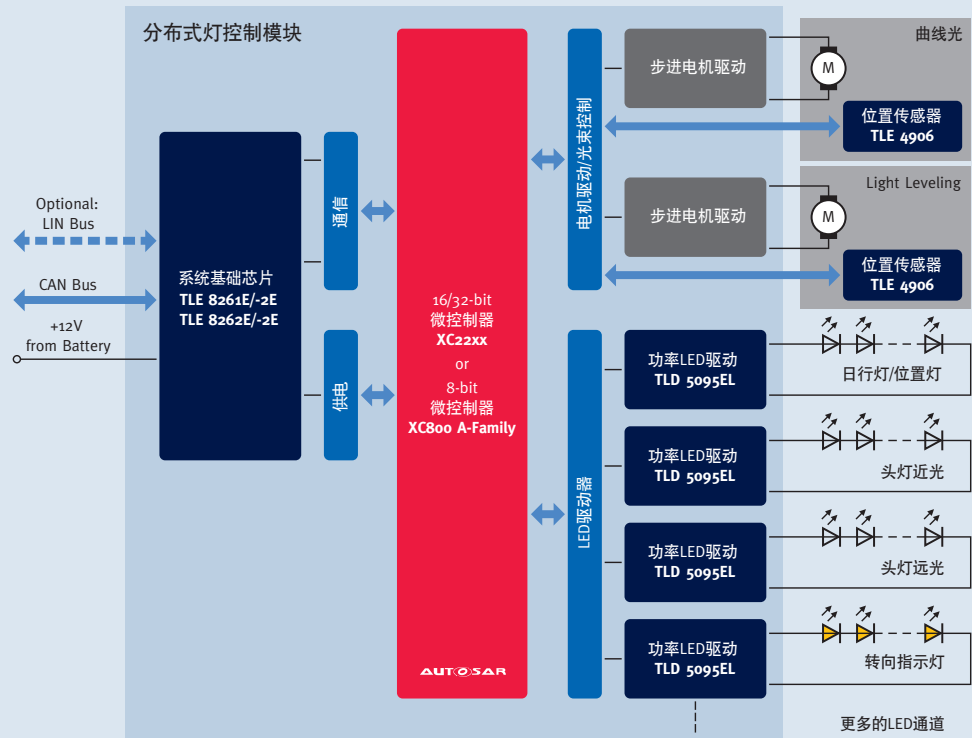 分布式灯控制模块
Optional:
LIN Bus
CAN Bus
+12V
from Battery
系统基础芯片
TLE 8261E/-2E
TLE 8262E/-2E
通信
供电
16/32-bit
微控制器
XC22xx
or
8-bit
微控制器
XC800 A-Family
AUTOSAR
电机驱动/光束控制
LED驱动器
步进电机驱动
步进电机驱动
功率LED驱动
TLD 5095EL
功率LED驱动
TLD 5095EL
功率LED驱动
TLD 5095EL
功率LED驱动
TLD 5095EL
曲线光
M
位置传感器
TLE 4906
Light Leveling
M
位置传感器
TLE 4906
日行灯/位置灯
头灯近光
头灯远光
转向指示灯
更多的LED通道